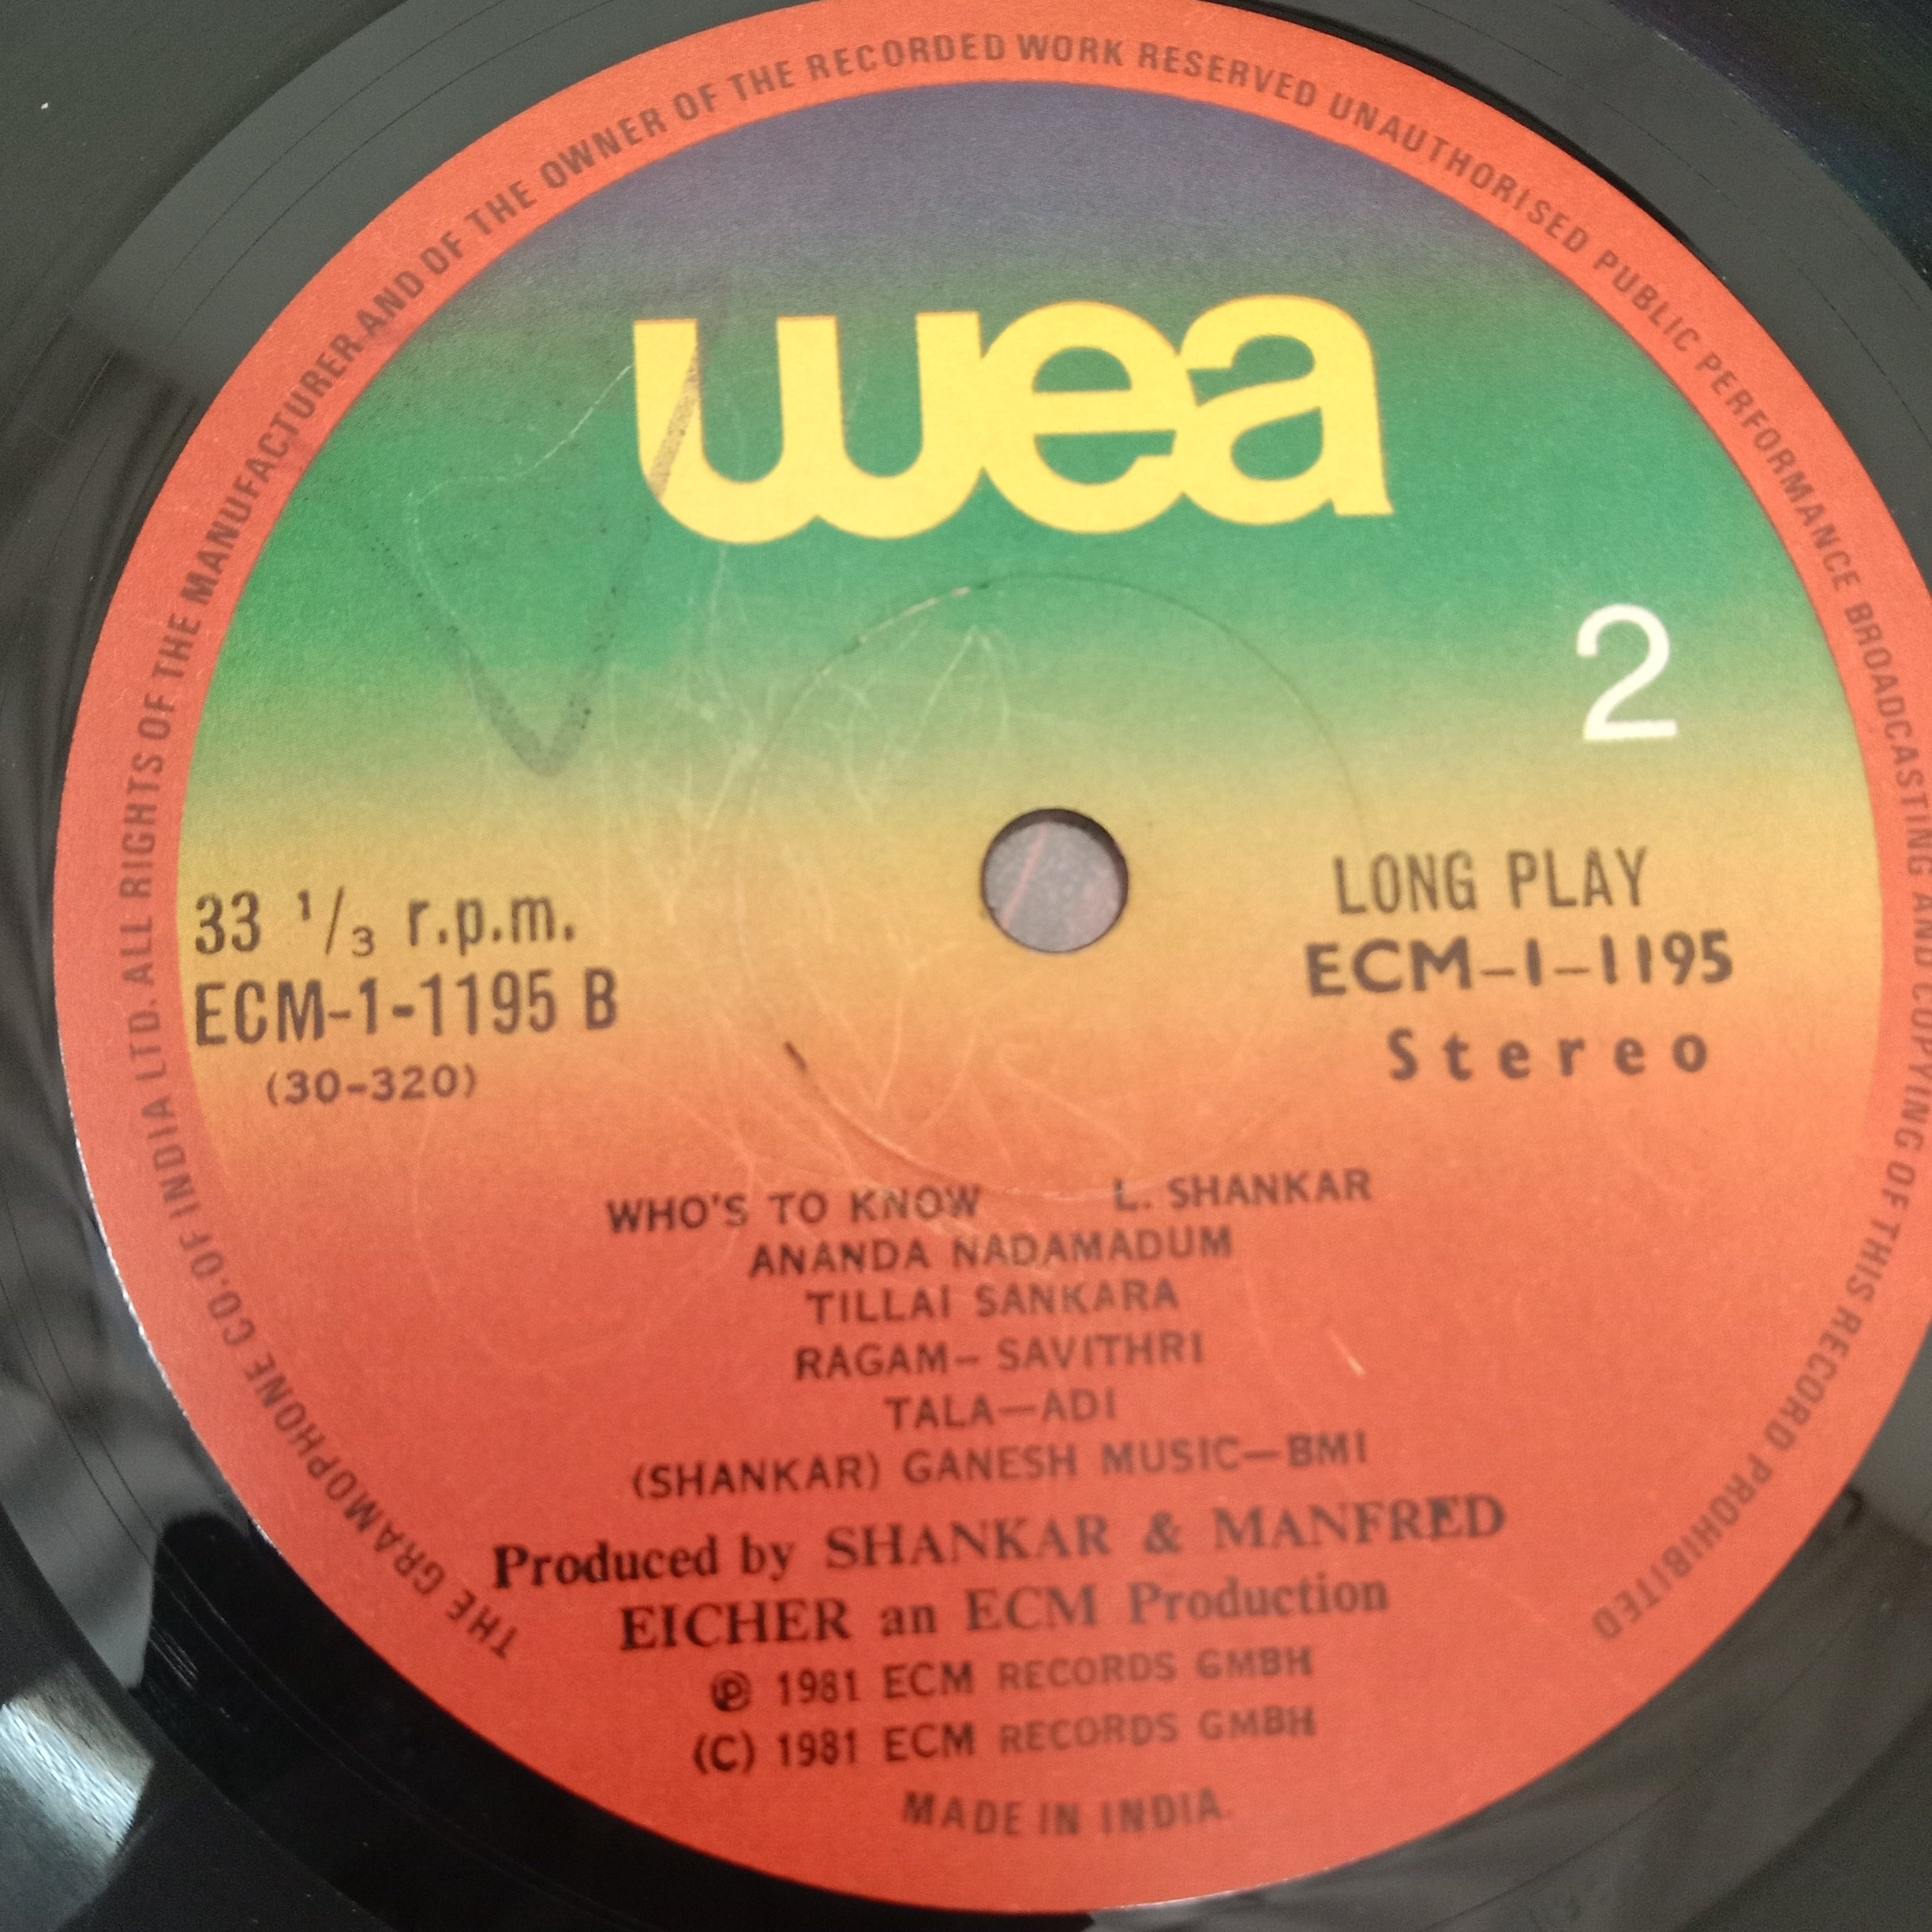 THE GRAMOPHONE CO. OF INDIA LTD. ALL RIGHTS OF THE MANUFACTURER AND OF THE OWNER OF THE RECORDED WORK RESERVED UNAUTHORISED PUBLIC PERFORMANCE BROADCASTING AND COPYING OF THIS RECORD PROHIBITED
wea
2
33 1/3 r.p.m.
ECM-1-1195 B
(30-320)
LONG PLAY
ECM-1-1195
Stereo
WHO'S TO KNOW L. SHANKAR
ANANDA NADAMADUM
TILLAI SANKARA
RAGAM- SAVITHRI
TALA-ADI
(SHANKAR) GANESH MUSIC-BMI
Produced by SHANKAR & MANFRED
EICHER an ECM Production
℗ 1981 ECM RECORDS GMBH
(C) 1981 ECM RECORDS GMBH
MADE IN INDIA.